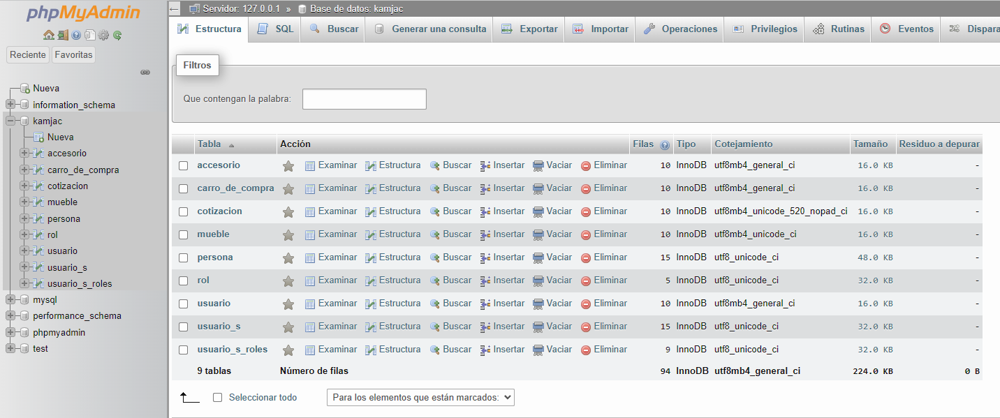 phpMyAdmin
Reciente Favoritas
Nueva
information_schema
kamjac
Nueva
accesorio
carro_de_compra
cotizacion
mueble
persona
rol
usuario
usuario_s
usuario_s_roles
mysql
performance_schema
phpmyadmin
test
Servidor: 127.0.0.1 » Base de datos: kamjac
Estructura SQL Buscar Generar una consulta Exportar Importar Operaciones Privilegios Rutinas Eventos Dispara
Filtros
Que contengan la palabra:
Tabla Acción Filas Tipo Cotejamiento Tamaño Residuo a depurar
accesorio Examinar Estructura Buscar Insertar Vaciar Eliminar 10 InnoDB utf8mb4_general_ci 16.0 KB -
carro_de_compra Examinar Estructura Buscar Insertar Vaciar Eliminar 10 InnoDB utf8mb4_general_ci 16.0 KB -
cotizacion Examinar Estructura Buscar Insertar Vaciar Eliminar 10 InnoDB utf8mb4_unicode_520_nopad_ci 16.0 KB -
mueble Examinar Estructura Buscar Insertar Vaciar Eliminar 10 InnoDB utf8mb4_unicode_ci 16.0 KB -
persona Examinar Estructura Buscar Insertar Vaciar Eliminar 15 InnoDB utf8_unicode_ci 48.0 KB -
rol Examinar Estructura Buscar Insertar Vaciar Eliminar 5 InnoDB utf8_unicode_ci 32.0 KB -
usuario Examinar Estructura Buscar Insertar Vaciar Eliminar 10 InnoDB utf8mb4_general_ci 16.0 KB -
usuario_s Examinar Estructura Buscar Insertar Vaciar Eliminar 15 InnoDB utf8_unicode_ci 32.0 KB -
usuario_s_roles Examinar Estructura Buscar Insertar Vaciar Eliminar 9 InnoDB utf8_unicode_ci 32.0 KB -
9 tablas Número de filas 94 InnoDB utf8mb4_general_ci 224.0 KB 0 B
Seleccionar todo Para los elementos que están marcados: